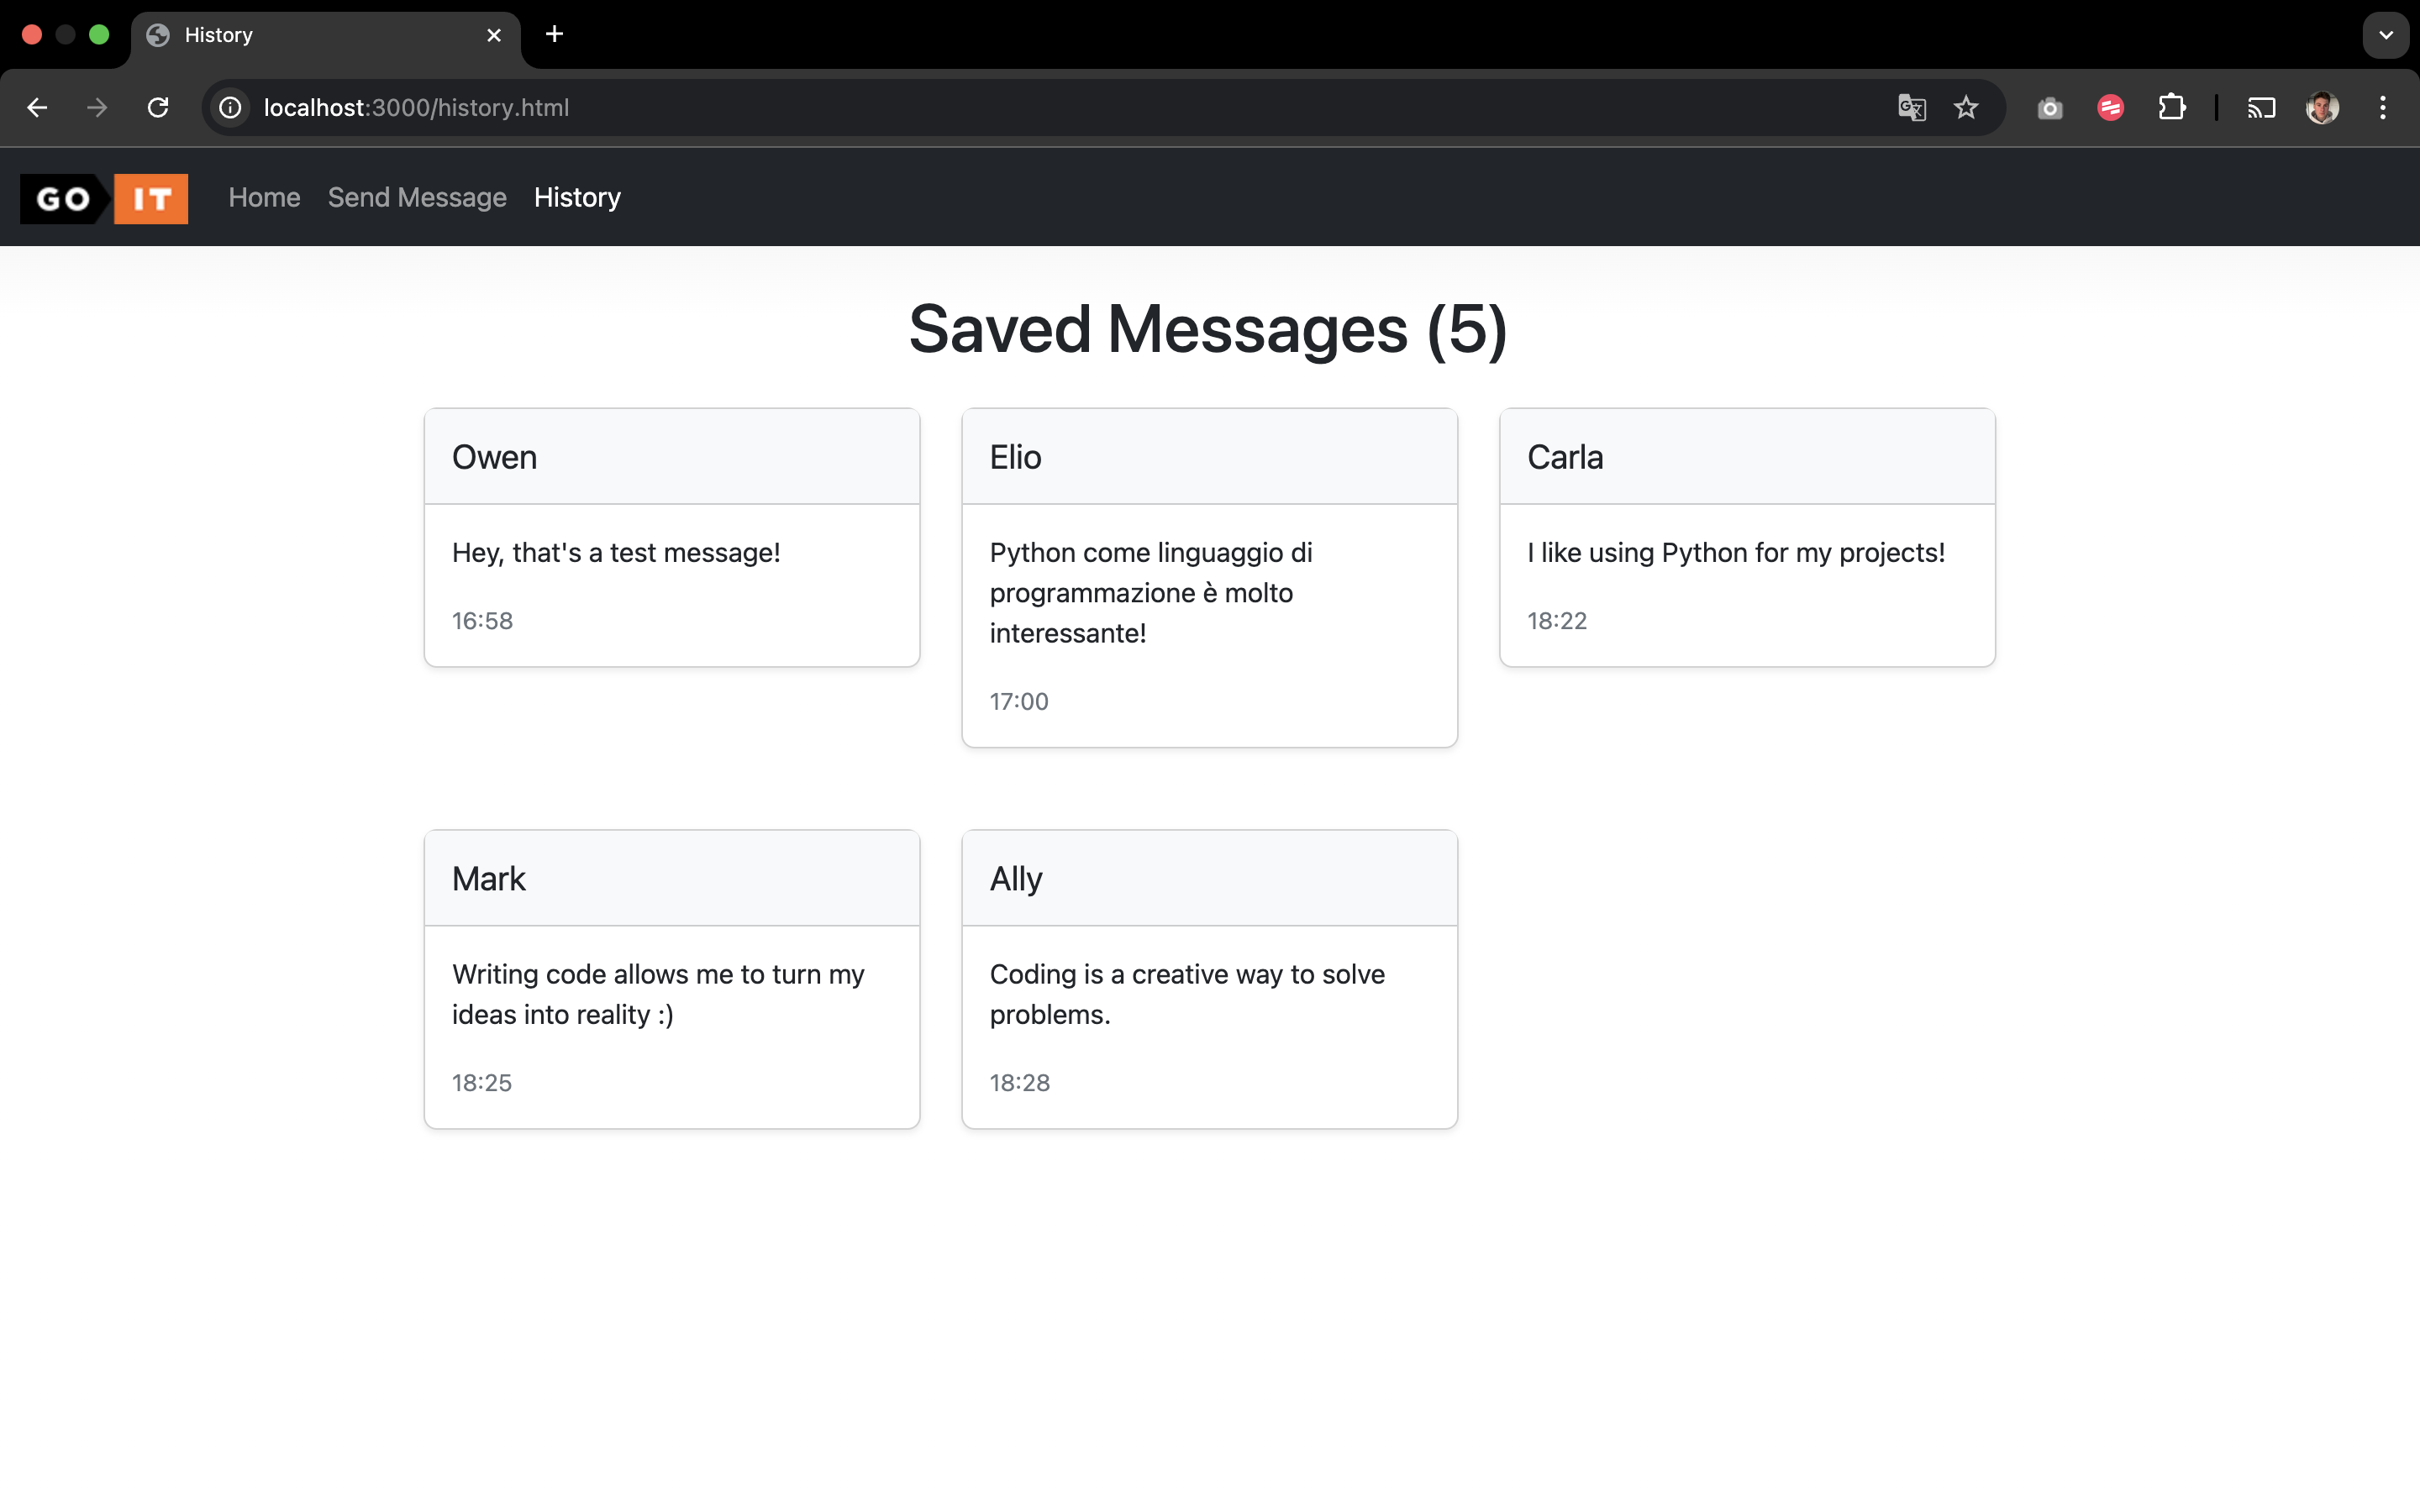 History
localhost:3000/history.html
GO IT Home Send Message History
Saved Messages (5)
Owen
Hey, that's a test message!
16:58
Elio
Python come linguaggio di
programmazione è molto
interessante!
17:00
Carla
I like using Python for my projects!
18:22
Mark
Writing code allows me to turn my
ideas into reality :)
18:25
Ally
Coding is a creative way to solve
problems.
18:28